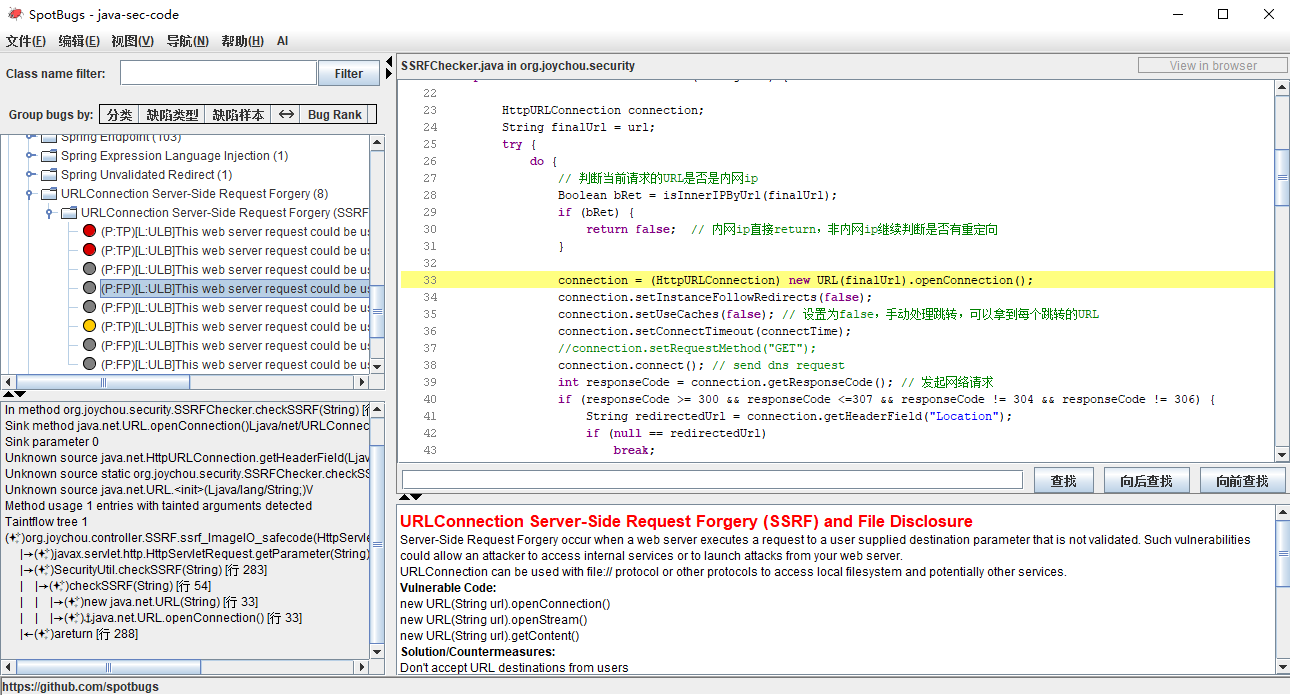 SpotBugs - java-sec-code
文件(F) 编辑(E) 视图(V) 导航(N) 帮助(H) AI
Class name filter:
Filter
Group bugs by: 分类 缺陷类型 缺陷样本 Bug Rank
Spring Endpoint (103)
Spring Expression Language Injection (1)
Spring Unvalidated Redirect (1)
URLConnection Server-Side Request Forgery (8)
URLConnection Server-Side Request Forgery (SSRF
(P:TP)[L:ULB]This web server request could be us
(P:TP)[L:ULB]This web server request could be us
(P:FP)[L:ULB]This web server request could be us
(P:FP)[L:ULB]This web server request could be us
(P:FP)[L:ULB]This web server request could be us
(P:TP)[L:ULB]This web server request could be us
(P:FP)[L:ULB]This web server request could be us
(P:FP)[L:ULB]This web server request could be us
In method org.joychou.security.SSRFChecker.checkSSRF(String) [行
Sink method java.net.URL.openConnection()Ljava/net/URLConnec
Sink parameter 0
Unknown source java.net.HttpURLConnection.getHeaderField(Ljav
Unknown source static org.joychou.security.SSRFChecker.checkSS
Unknown source java.net.URL.<init>(Ljava/lang/String;)V
Method usage 1 entries with tainted arguments detected
Taintflow tree 1
()org.joychou.controller.SSRF.ssrf_ImageIO_safecode(HttpServle
|→()javax.servlet.http.HttpServletRequest.getParameter(String)
|→()SecurityUtil.checkSSRF(String) [行 283]
| |→()checkSSRF(String) [行 54]
| | |→()new java.net.URL(String) [行 33]
| | |→()java.net.URL.openConnection() [行 33]
|←()areturn [行 288]
SSRFChecker.java in org.joychou.security
View in browser
22
23 HttpURLConnection connection;
24 String finalUrl = url;
25 try {
26 do {
27 // 判断当前请求的URL是否是内网ip
28 Boolean bRet = isInnerIPByUrl(finalUrl);
29 if (bRet) {
30 return false; // 内网ip直接return，非内网ip继续判断是否有重定向
31 }
32
33 connection = (HttpURLConnection) new URL(finalUrl).openConnection();
34 connection.setInstanceFollowRedirects(false);
35 connection.setUseCaches(false); // 设置为false，手动处理跳转，可以拿到每个跳转的URL
36 connection.setConnectTimeout(connectTime);
37 //connection.setRequestMethod("GET");
38 connection.connect(); // send dns request
39 int responseCode = connection.getResponseCode(); // 发起网络请求
40 if (responseCode >= 300 && responseCode <=307 && responseCode != 304 && responseCode != 306) {
41 String redirectedUrl = connection.getHeaderField("Location");
42 if (null == redirectedUrl)
43 break;
查找 向后查找 向前查找
URLConnection Server-Side Request Forgery (SSRF) and File Disclosure
Server-Side Request Forgery occur when a web server executes a request to a user supplied destination parameter that is not validated. Such vulnerabilities
could allow an attacker to access internal services or to launch attacks from your web server.
URLConnection can be used with file:// protocol or other protocols to access local filesystem and potentially other services.
Vulnerable Code:
new URL(String url).openConnection()
new URL(String url).openStream()
new URL(String url).getContent()
Solution/Countermeasures:
Don't accept URL destinations from users
https://github.com/spotbugs